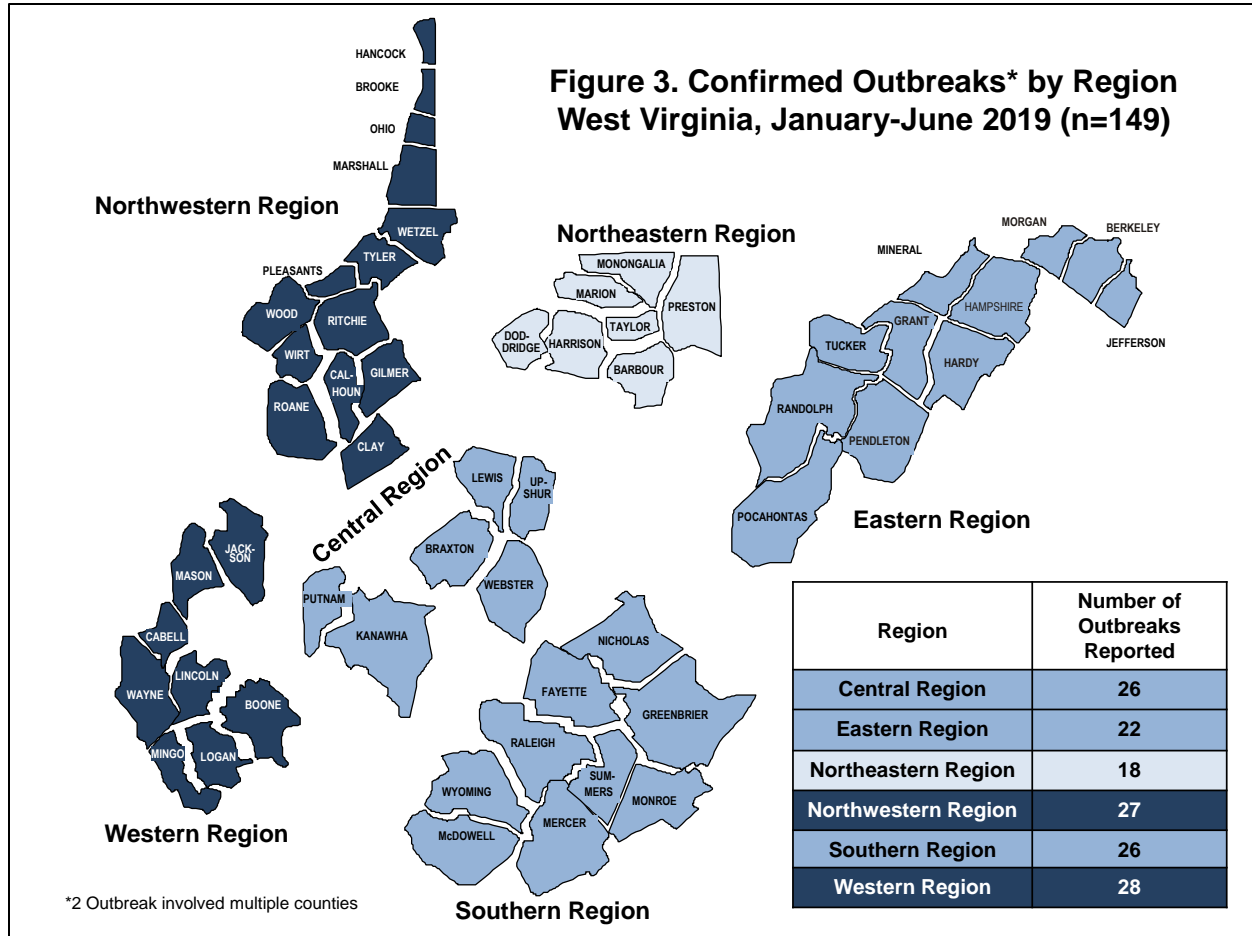 Figure 3. Confirmed Outbreaks* by Region
West Virginia, January-June 2019 (n=149)
HANCOCK
BROOKE
OHIO
MARSHALL
Northwestern Region
WETZEL
TYLER
PLEASANTS
WOOD
RITCHIE
WIRT
CAL-
HOUN
GILMER
ROANE
CLAY
Northeastern Region
MONONGALIA
MARION
PRESTON
TAYLOR
DOD-
DRIDGE
HARRISON
BARBOUR
MORGAN
BERKELEY
MINERAL
HAMPSHIRE
GRANT
JEFFERSON
TUCKER
HARDY
RANDOLPH
PENDLETON
POCAHONTAS
Eastern Region
Central Region
LEWIS
UP-
SHUR
BRAXTON
WEBSTER
PUTNAM
KANAWHA
JACK-
SON
MASON
CABELL
LINCOLN
WAYNE
BOONE
MINGO
LOGAN
Western Region
NICHOLAS
FAYETTE
GREENBRIER
RALEIGH
SUM-
MERS
WYOMING
MONROE
MERCER
McDOWELL
Southern Region
Region
Number of
Outbreaks
Reported
Central Region 26
Eastern Region 22
Northeastern Region 18
Northwestern Region 27
Southern Region 26
Western Region 28
*2 Outbreak involved multiple counties